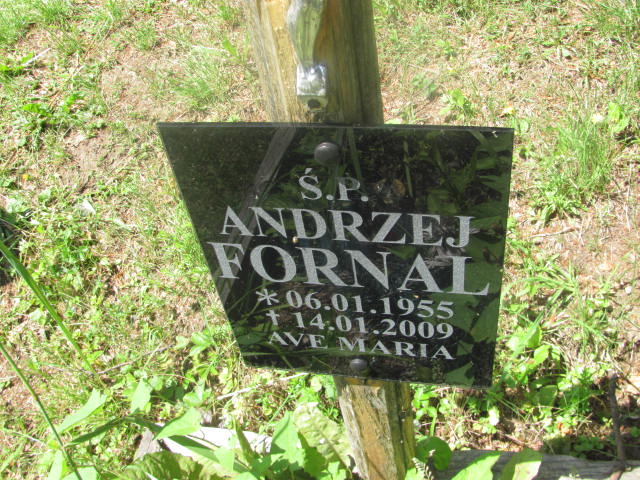 Ś.P.
ANDRZEJ
FORNAL
* 06.01.1955
† 14.01.2009
AVE MARIA